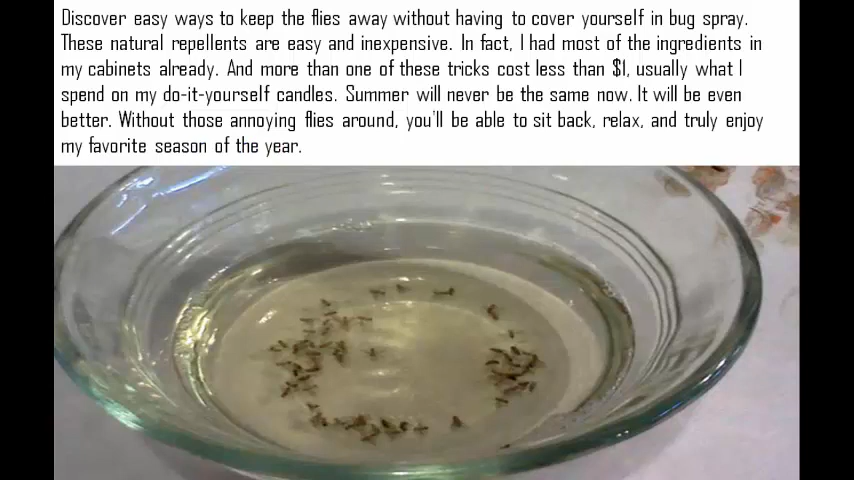 Discover easy ways to keep the flies away without having to cover yourself in bug spray.
These natural repellents are easy and inexpensive. In fact, I had most of the ingredients in
my cabinets already. And more than one of these tricks cost less than $1, usually what I
spend on my do-it-yourself candles. Summer will never be the same now. It will be even
better. Without those annoying flies around, you'll be able to sit back, relax, and truly enjoy
my favorite season of the year.